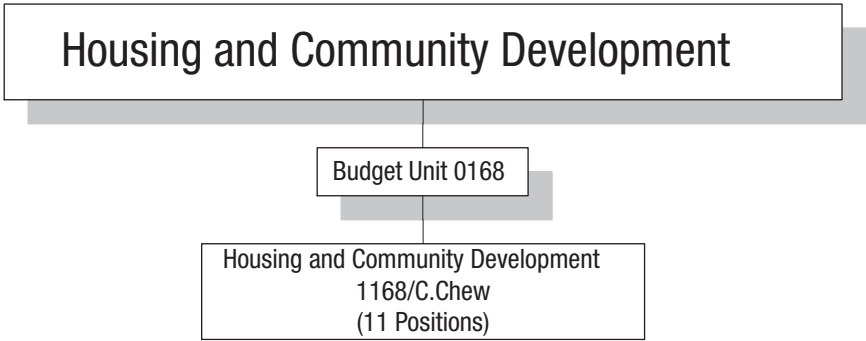 Housing and Community Development
Budget Unit 0168
Housing and Community Development
1168/C.Chew
(11 Positions)